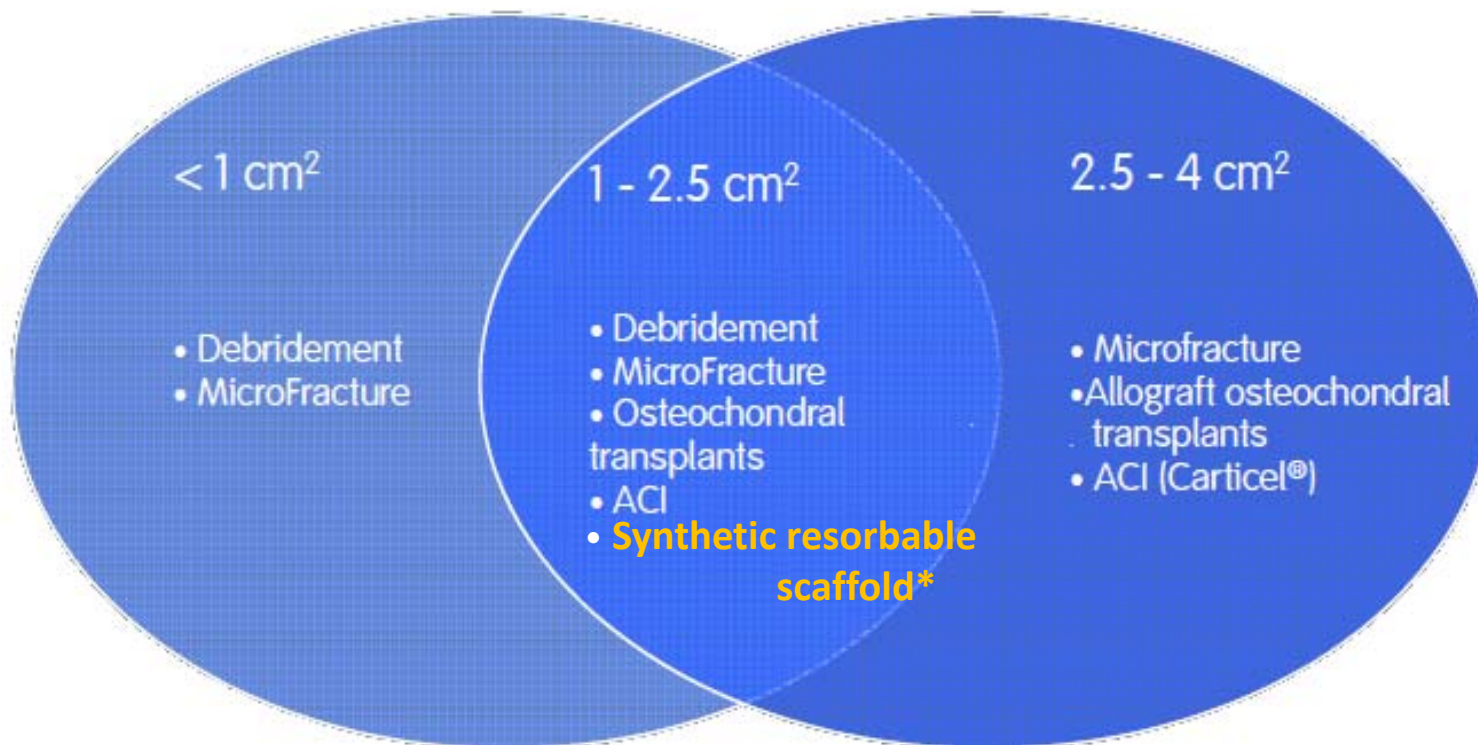 < 1 cm²
• Debridement
• MicroFracture
1 - 2.5 cm²
• Debridement
• MicroFracture
• Osteochondral
transplants
• ACI
• Synthetic resorbable
scaffold*
2.5 - 4 cm²
• Microfracture
•Allograft osteochondral
transplants
• ACI (Carticel®)